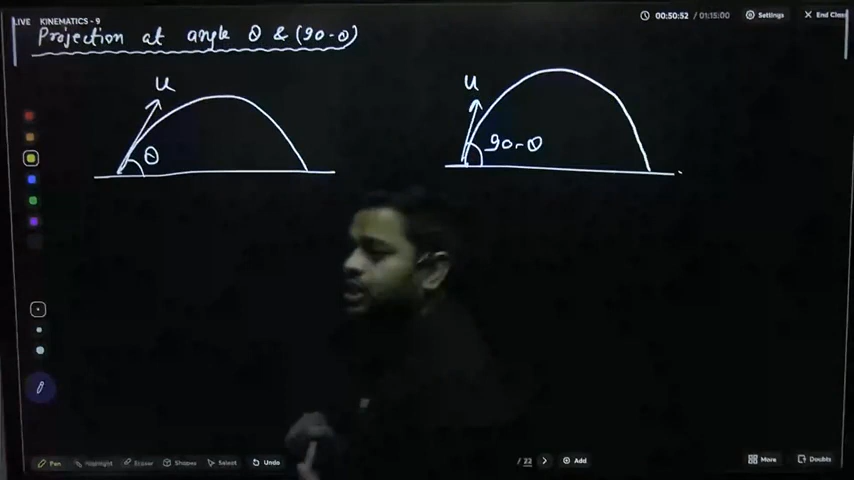 LIVE KINEMATICS - 9
00:50:52 / 01:15:00
Settings
End Clas
Projection at angle θ & (90-θ)
u
θ
u
90-θ
Pen
Highlight
Eraser
Shapes
Select
Undo
/ 22
Add
More
Doubts